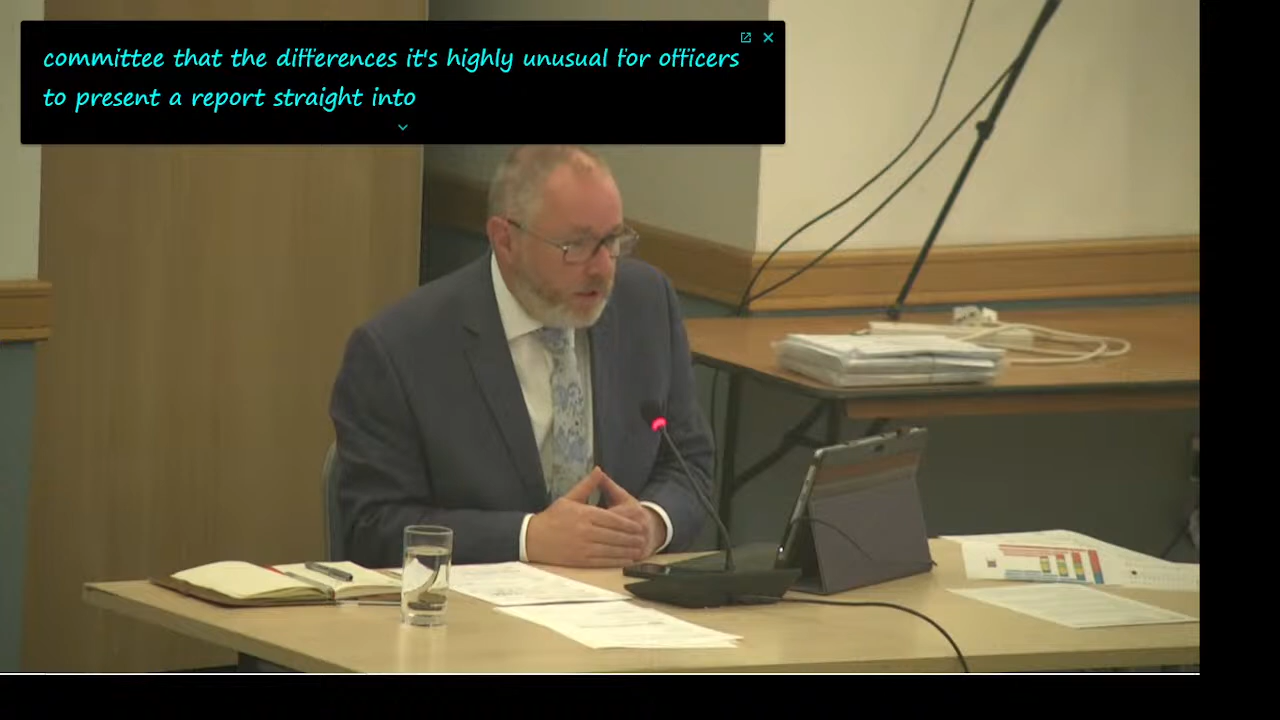 committee that the differences it's highly unusual for officers
to present a report straight into